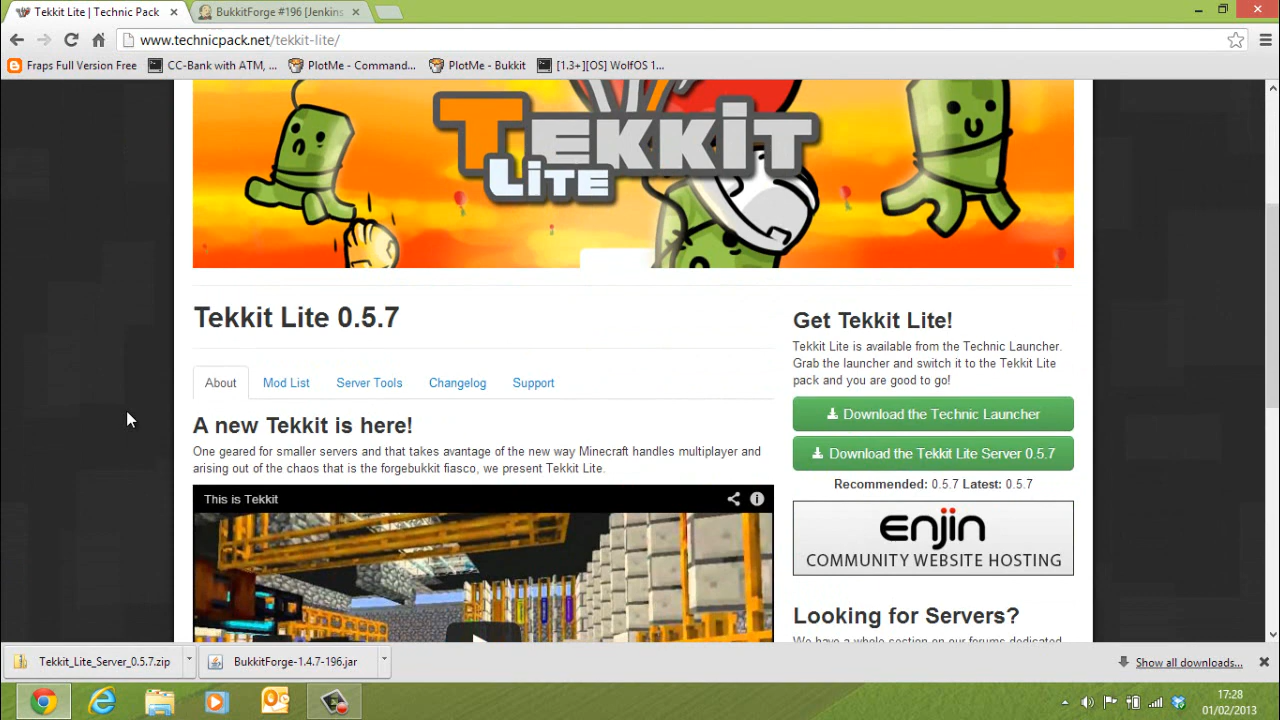 Tekkit Lite | Technic Pack
BukkitForge #196 [Jenkins
www.technicpack.net/tekkit-lite/
Fraps Full Version Free
CC-Bank with ATM, ...
PlotMe - Command...
PlotMe - Bukkit
[1.3+][OS] WolfOS 1...
TEKKiT
LiTE
Tekkit Lite 0.5.7
About
Mod List
Server Tools
Changelog
Support
A new Tekkit is here!
One geared for smaller servers and that takes avantage of the new way Minecraft handles multiplayer and
arising out of the chaos that is the forgebukkit fiasco, we present Tekkit Lite.
This is Tekkit
Get Tekkit Lite!
Tekkit Lite is available from the Technic Launcher.
Grab the launcher and switch it to the Tekkit Lite
pack and you are good to go!
Download the Technic Launcher
Download the Tekkit Lite Server 0.5.7
Recommended: 0.5.7 Latest: 0.5.7
enjin
COMMUNITY WEBSITE HOSTING
Looking for Servers?
We have a whole section on our forums dedicated
Tekkit_Lite_Server_0.5.7.zip
BukkitForge-1.4.7-196.jar
Show all downloads...
17:28
01/02/2013